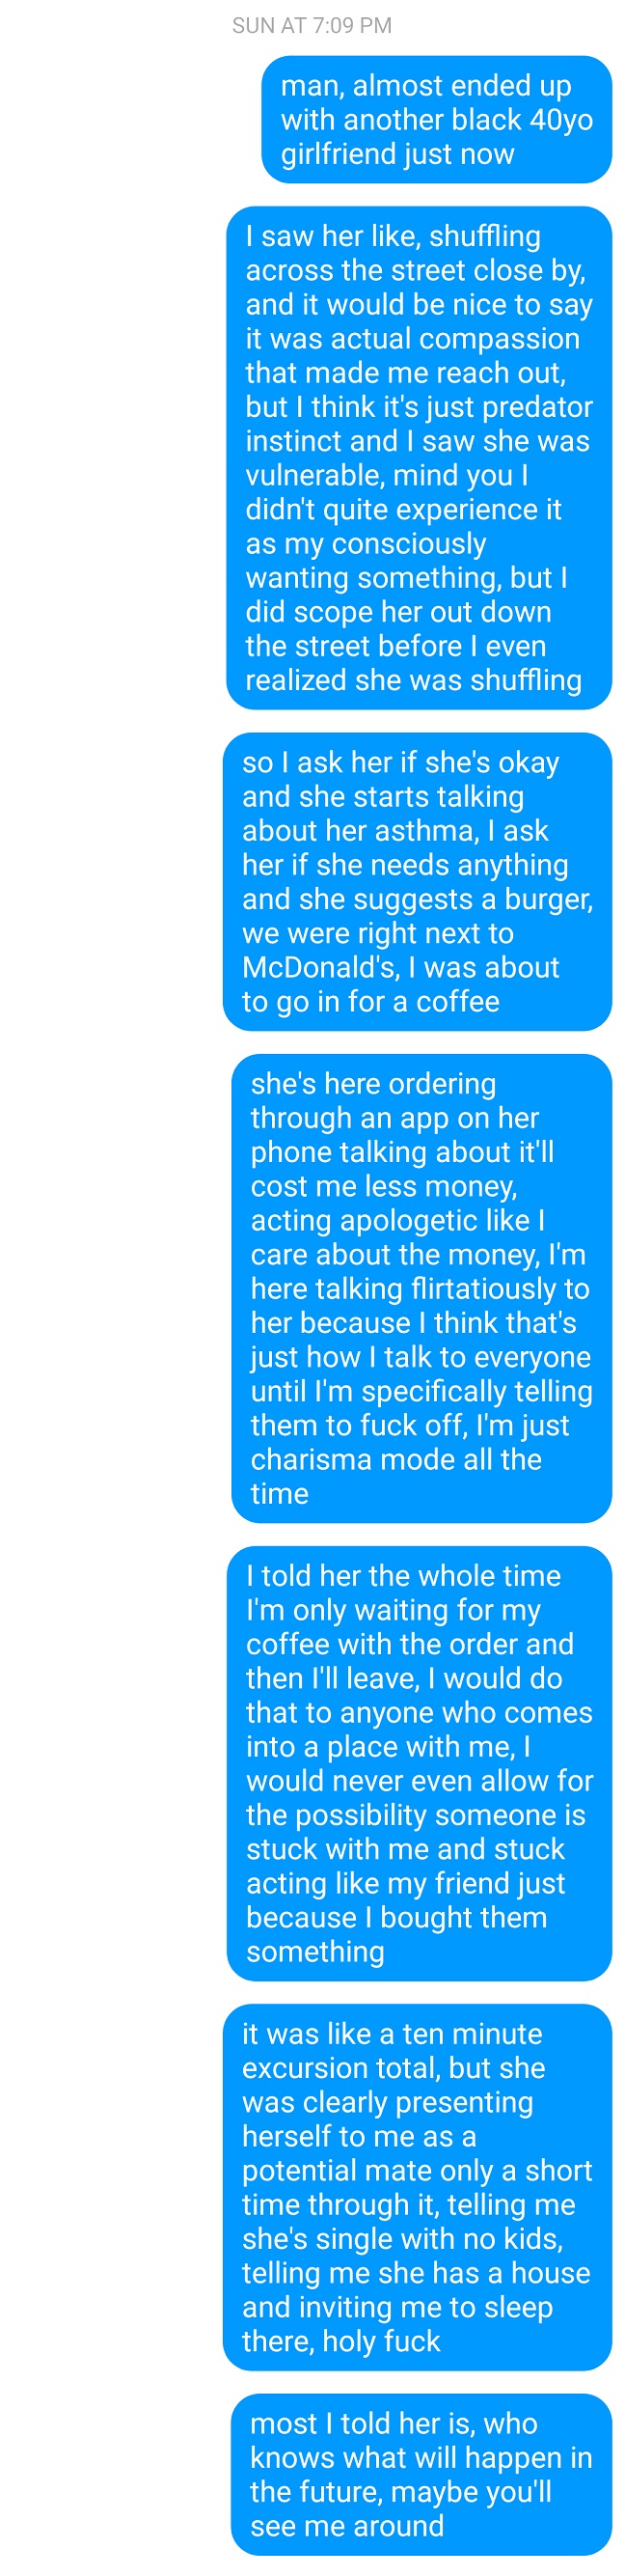 SUN AT 7:09 PM
man, almost ended up
with another black 40yo
girlfriend just now
I saw her like, shuffling
across the street close by,
and it would be nice to say
it was actual compassion
that made me reach out,
but I think it's just predator
instinct and I saw she was
vulnerable, mind you I
didn't quite experience it
as my consciously
wanting something, but I
did scope her out down
the street before I even
realized she was shuffling
so I ask her if she's okay
and she starts talking
about her asthma, I ask
her if she needs anything
and she suggests a burger,
we were right next to
McDonald's, I was about
to go in for a coffee
she's here ordering
through an app on her
phone talking about it'll
cost me less money,
acting apologetic like I
care about the money, I'm
here talking flirtatiously to
her because I think that's
just how I talk to everyone
until I'm specifically telling
them to fuck off, I'm just
charisma mode all the
time
I told her the whole time
I'm only waiting for my
coffee with the order and
then I'll leave, I would do
that to anyone who comes
into a place with me, I
would never even allow for
the possibility someone is
stuck with me and stuck
acting like my friend just
because I bought them
something
it was like a ten minute
excursion total, but she
was clearly presenting
herself to me as a
potential mate only a short
time through it, telling me
she's single with no kids,
telling me she has a house
and inviting me to sleep
there, holy fuck
most I told her is, who
knows what will happen in
the future, maybe you'll
see me around